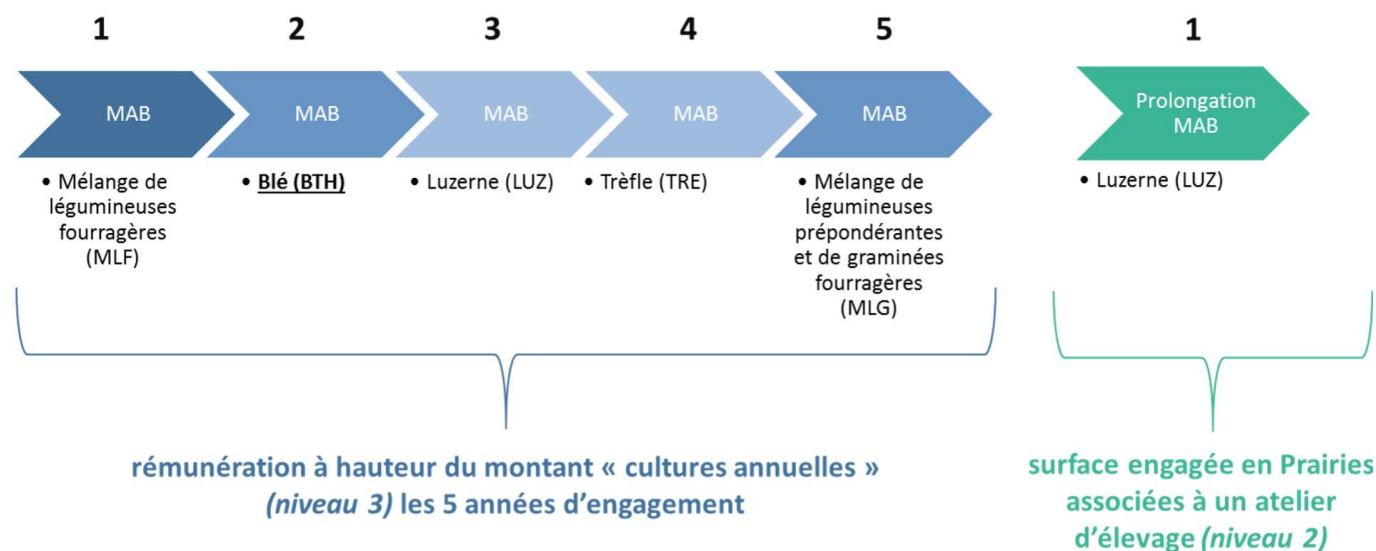 1
2
3
4
5
1
MAB
MAB
MAB
MAB
MAB
Prolongation
MAB
• Mélange de
légumineuses
fourragères
(MLF)
• Blé (BTH)
• Luzerne (LUZ)
• Trèfle (TRE)
• Mélange de
légumineuses
prépondérantes
et de graminées
fourragères
(MLG)
• Luzerne (LUZ)
rémunération à hauteur du montant « cultures annuelles »
(niveau 3) les 5 années d’engagement
surface engagée en Prairies
associées à un atelier
d’élevage (niveau 2)